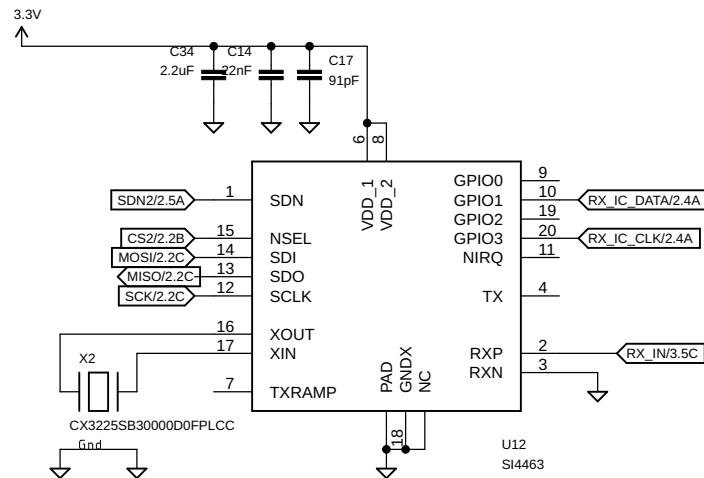 3.3V
C34
2.2uF
C14
22nF
C17
91pF
6
8
VDD_1
VDD_2
SDN2/2.5A
1
SDN
CS2/2.2B
15
NSEL
MOSI/2.2C
14
SDI
MISO/2.2C
13
SDO
SCK/2.2C
12
SCLK
16
XOUT
17
XIN
7
TXRAMP
GPIO0
9
GPIO1
10
RX_IC_DATA/2.4A
GPIO2
19
GPIO3
20
RX_IC_CLK/2.4A
NIRQ
11
TX
4
RXP
2
RX_IN/3.5C
RXN
3
PAD
GNDX
NC
18
X2
CX3225SB30000D0FPLCC
Gnd
U12
SI4463